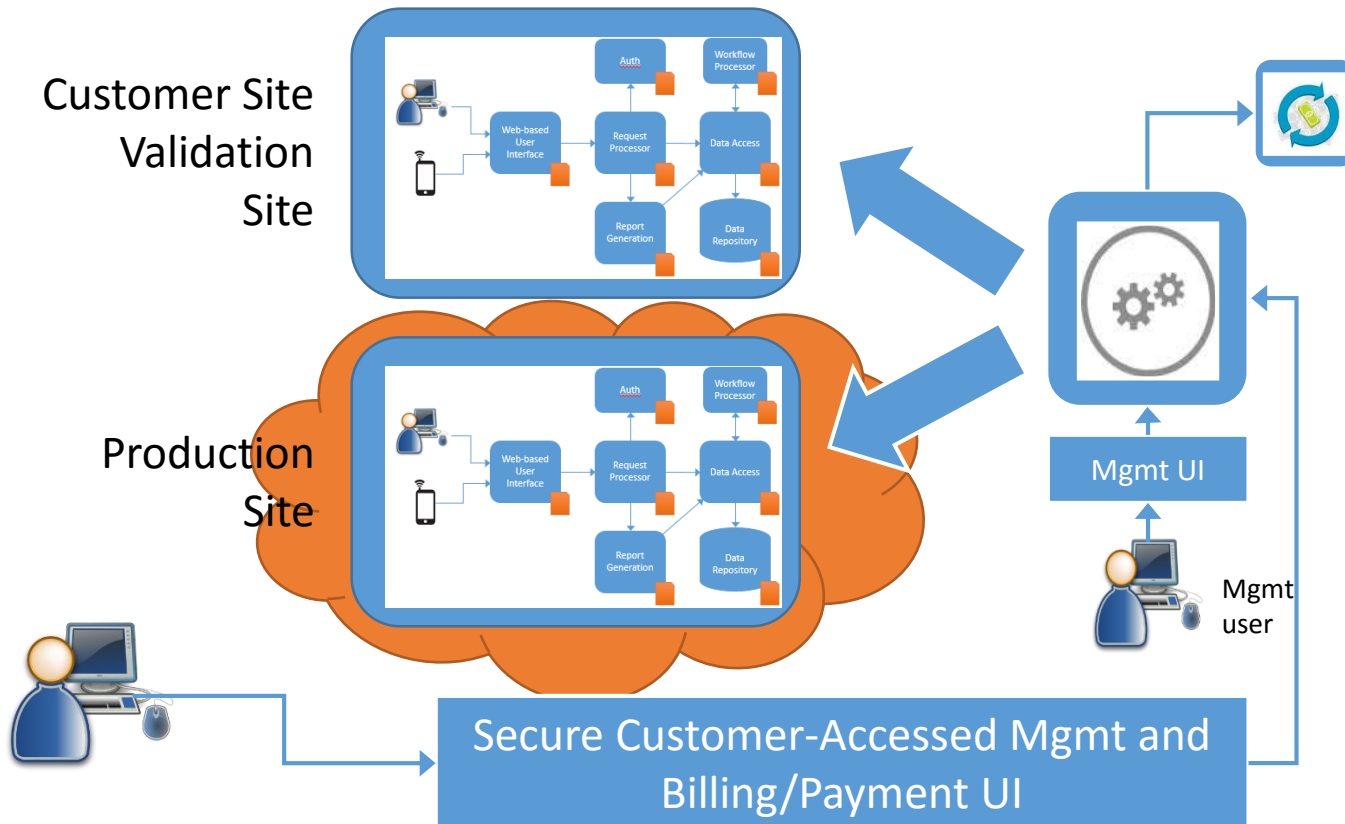 Customer Site
Validation
Site
Auth
Workflow
Processor
Web-based
User
Interface
Request
Processor
Data Access
Report
Generation
Data
Repository
Production
Site
Auth
Workflow
Processor
Web-based
User
Interface
Request
Processor
Data Access
Report
Generation
Data
Repository
Mgmt UI
Mgmt
user
Secure Customer-Accessed Mgmt and
Billing/Payment UI